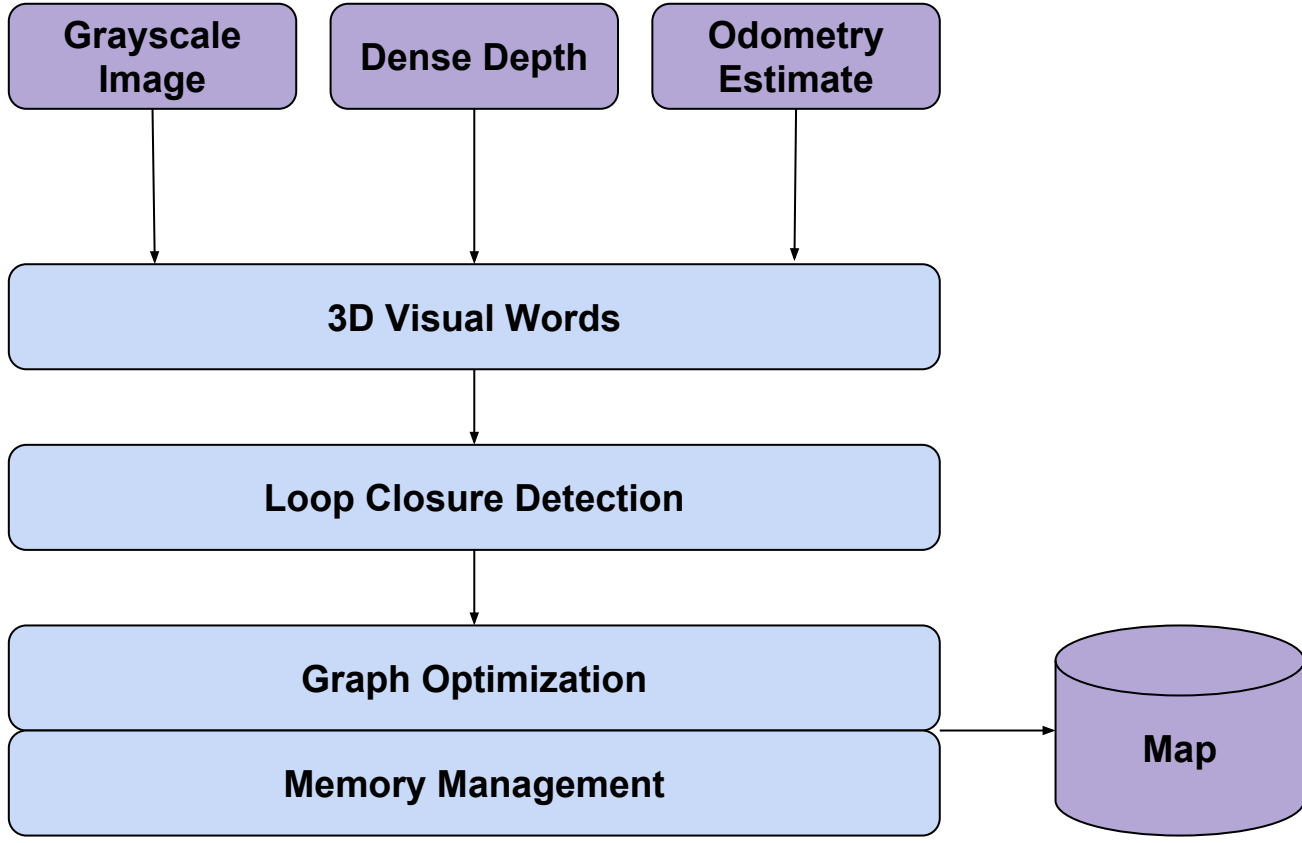 Grayscale
Image
Dense Depth
Odometry
Estimate
3D Visual Words
Loop Closure Detection
Graph Optimization
Memory Management
Map